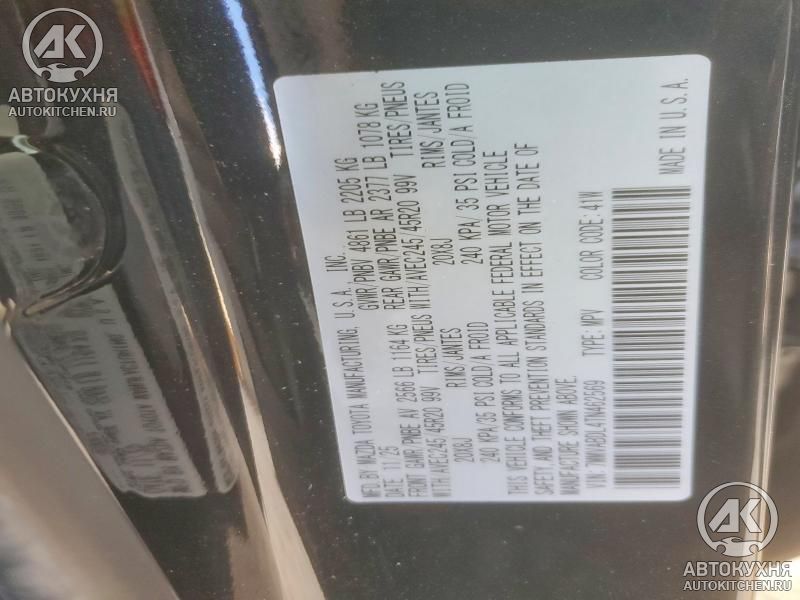 АК
АВТОКУХНЯ
AUTOKITCHEN.RU
MFD.BY MAZDA TOYOTA MANUFACTURING, U.S.A., INC.
DATE 11.25 GVWR/PNBV 4861 LB 2205 KG
FRONT GAWR/PNBE AV 2566 LB 1164 KG REAR GAWR/PNBE AR 2377 LB 1078 KG
WITH/AVEC245/45R20 99V TIRES/PNEUS WITH/AVEC245/45R20 99V TIRES/PNEUS
20X8J RIMS/JANTES 20X8J RIMS/JANTES
240 KPA/35 PSI COLD/A FROID 240 KPA/ 35 PSI COLD/A FROID
THIS VEHICLE CONFORMS TO ALL APPLICABLE FEDERAL MOTOR VEHICLE
SAFETY, AND THEFT PREVENTION STANDARDS IN EFFECT ON THE DATE OF
MANUFACTURE SHOWN ABOVE.
TYPE: MPV COLOR CODE: 41W
MADE IN U.S.A.
АК
АВТОКУХНЯ
AUTOKITCHEN.RU